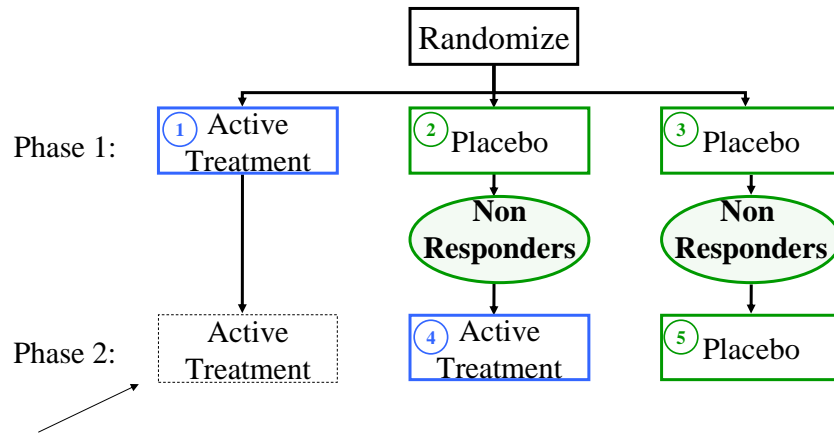 Randomize
Phase 1:
1 Active
Treatment
2 Placebo
3 Placebo
Non
Responders
Non
Responders
Phase 2:
Active
Treatment
4 Active
Treatment
5 Placebo